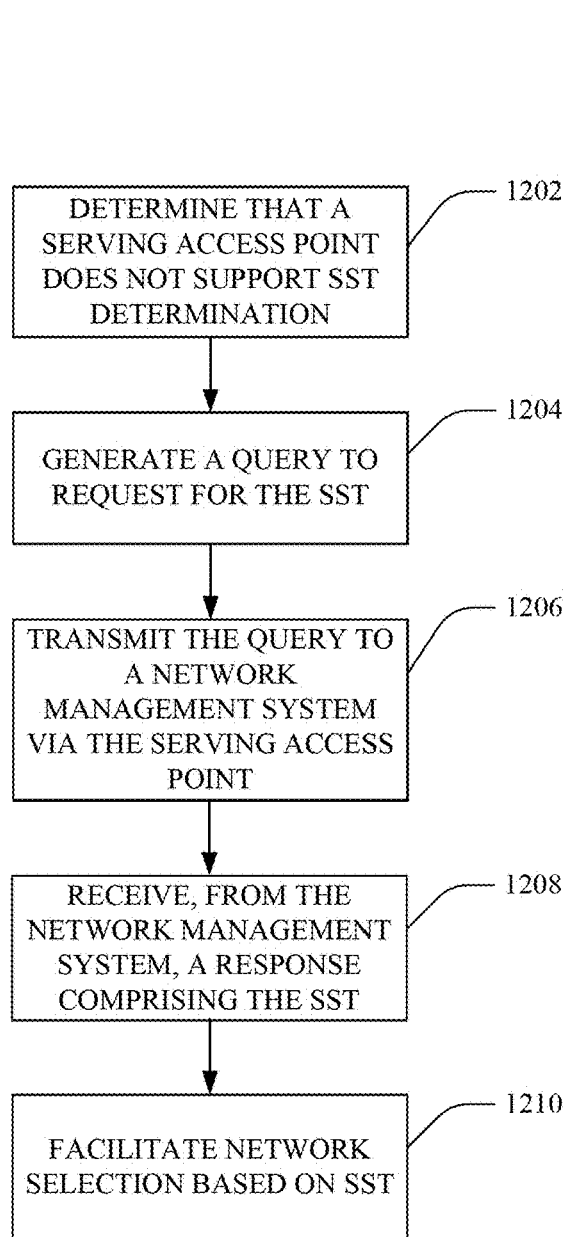 1202
DETERMINE THAT A
SERVING ACCESS POINT
DOES NOT SUPPORT SST
DETERMINATION
1204
GENERATE A QUERY TO
REQUEST FOR THE SST
1206
TRANSMIT THE QUERY TO
A NETWORK
MANAGEMENT SYSTEM
VIA THE SERVING ACCESS
POINT
1208
RECEIVE, FROM THE
NETWORK MANAGEMENT
SYSTEM, A RESPONSE
COMPRISING THE SST
1210
FACILITATE NETWORK
SELECTION BASED ON SST